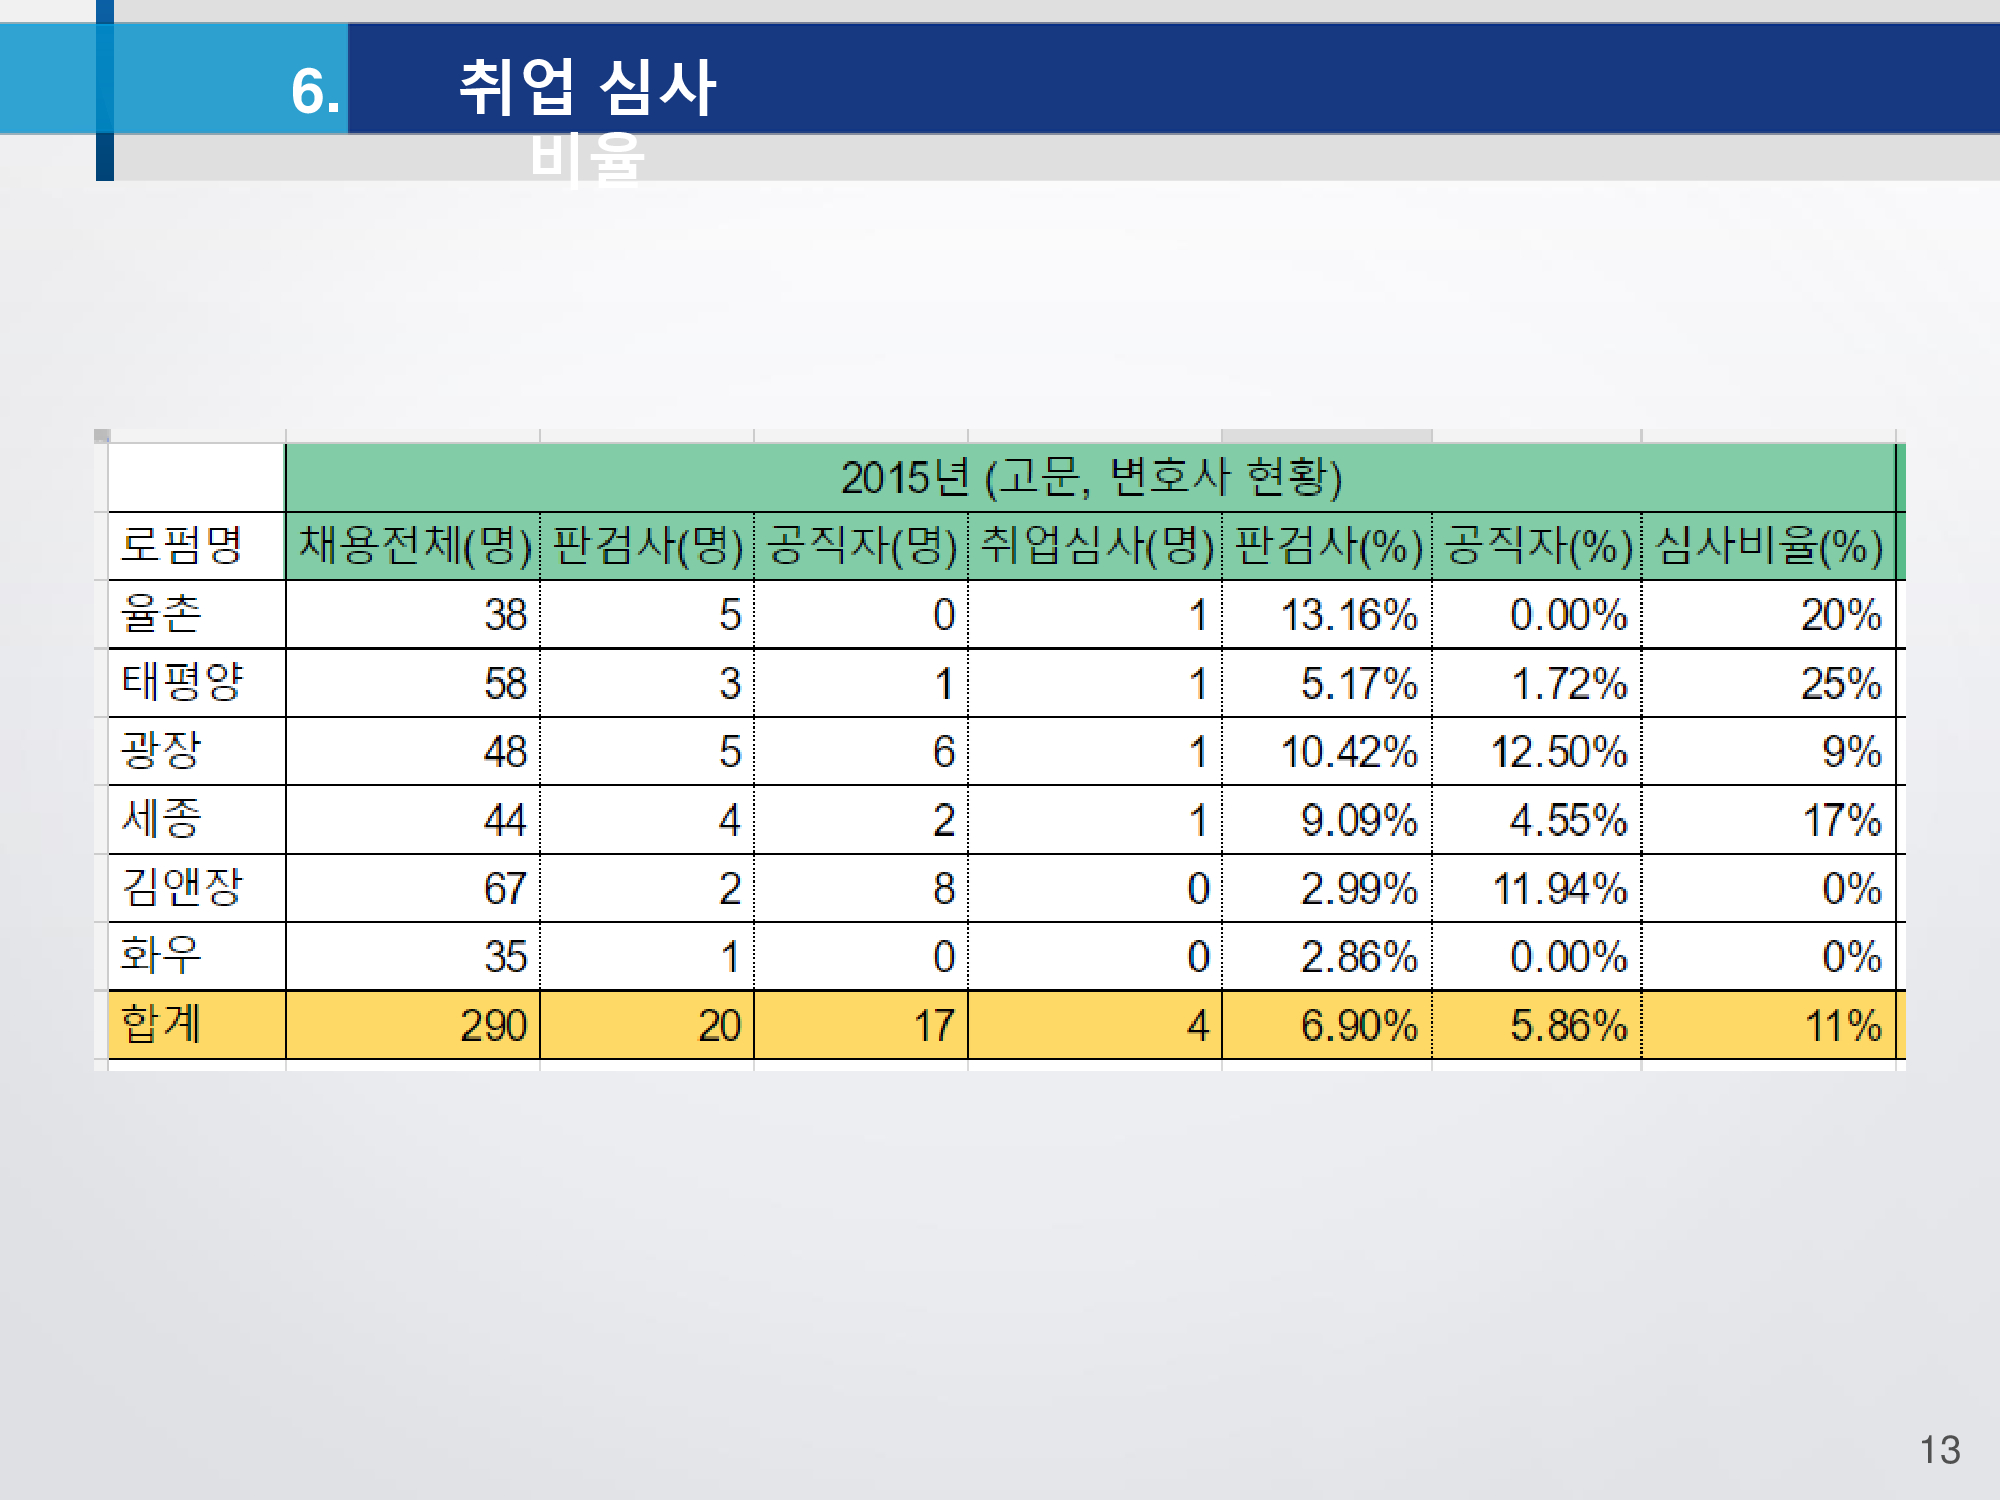 6. 취업 심사
비율
2015년 (고문, 변호사 현황)
로펌명 채용전체(명) 판검사(명) 공직자(명) 취업심사(명) 판검사(%) 공직자(%) 심사비율(%)
율촌 38 5 0 1 13.16% 0.00% 20%
태평양 58 3 1 1 5.17% 1.72% 25%
광장 48 5 6 1 10.42% 12.50% 9%
세종 44 4 2 1 9.09% 4.55% 17%
김앤장 67 2 8 0 2.99% 11.94% 0%
화우 35 1 0 0 2.86% 0.00% 0%
합계 290 20 17 4 6.90% 5.86% 11%
13